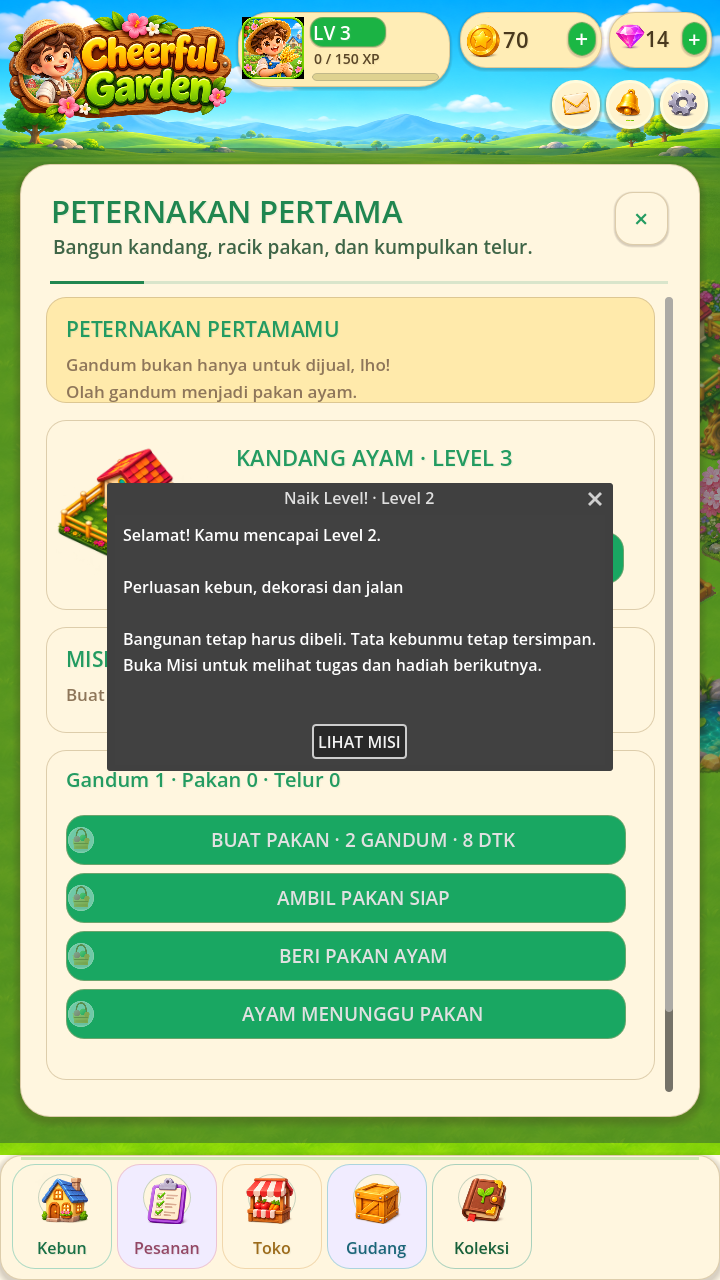 Cheerful
Garden
LV 3
0 / 150 XP
70
+
14
+
PETERNAKAN PERTAMA
×
Bangun kandang, racik pakan, dan kumpulkan telur.
PETERNAKAN PERTAMAMU
Gandum bukan hanya untuk dijual, lho!
Olah gandum menjadi pakan ayam.
KANDANG AYAM · LEVEL 3
Naik Level! · Level 2
Selamat! Kamu mencapai Level 2.
Perluasan kebun, dekorasi dan jalan
Bangunan tetap harus dibeli. Tata kebunmu tetap tersimpan.
Buka Misi untuk melihat tugas dan hadiah berikutnya.
LIHAT MISI
Buat
Gandum 1 · Pakan 0 · Telur 0
BUAT PAKAN · 2 GANDUM · 8 DTK
AMBIL PAKAN SIAP
BERI PAKAN AYAM
AYAM MENUNGGU PAKAN
Kebun
Pesanan
Toko
Gudang
Koleksi